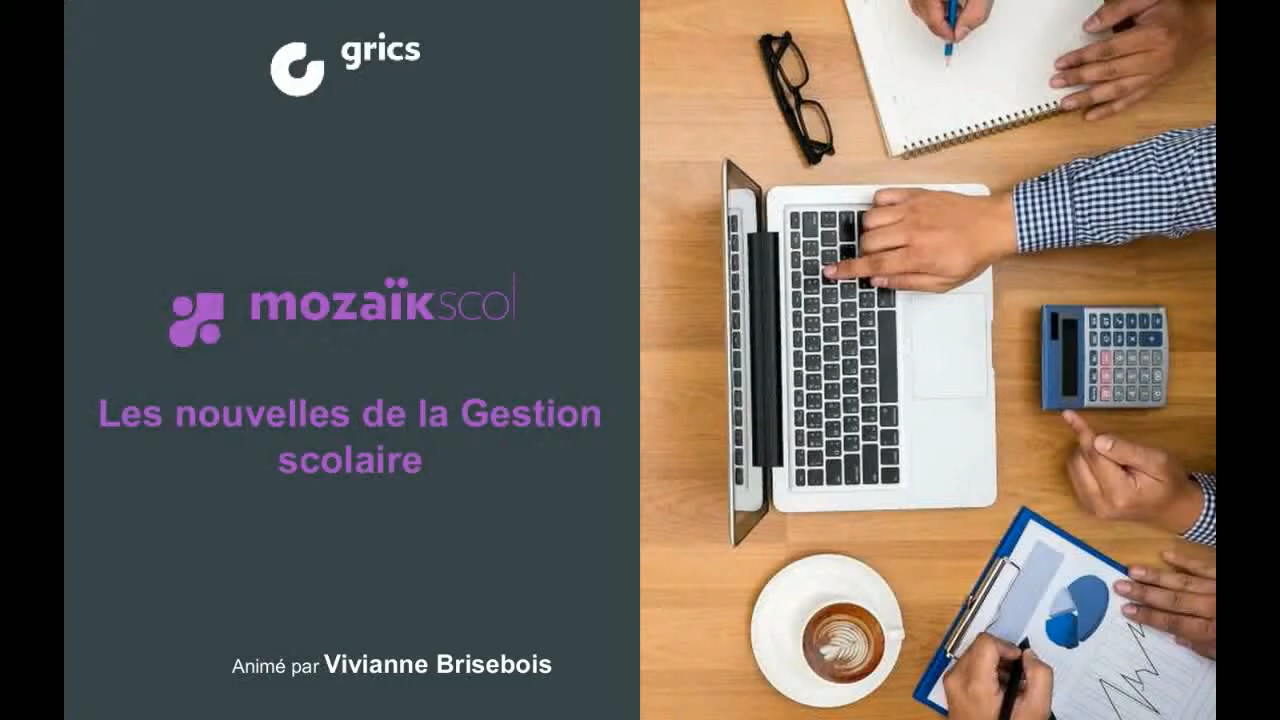 grics
mozaïkscol
Les nouvelles de la Gestion
scolaire
Animé par Vivianne Brisebois